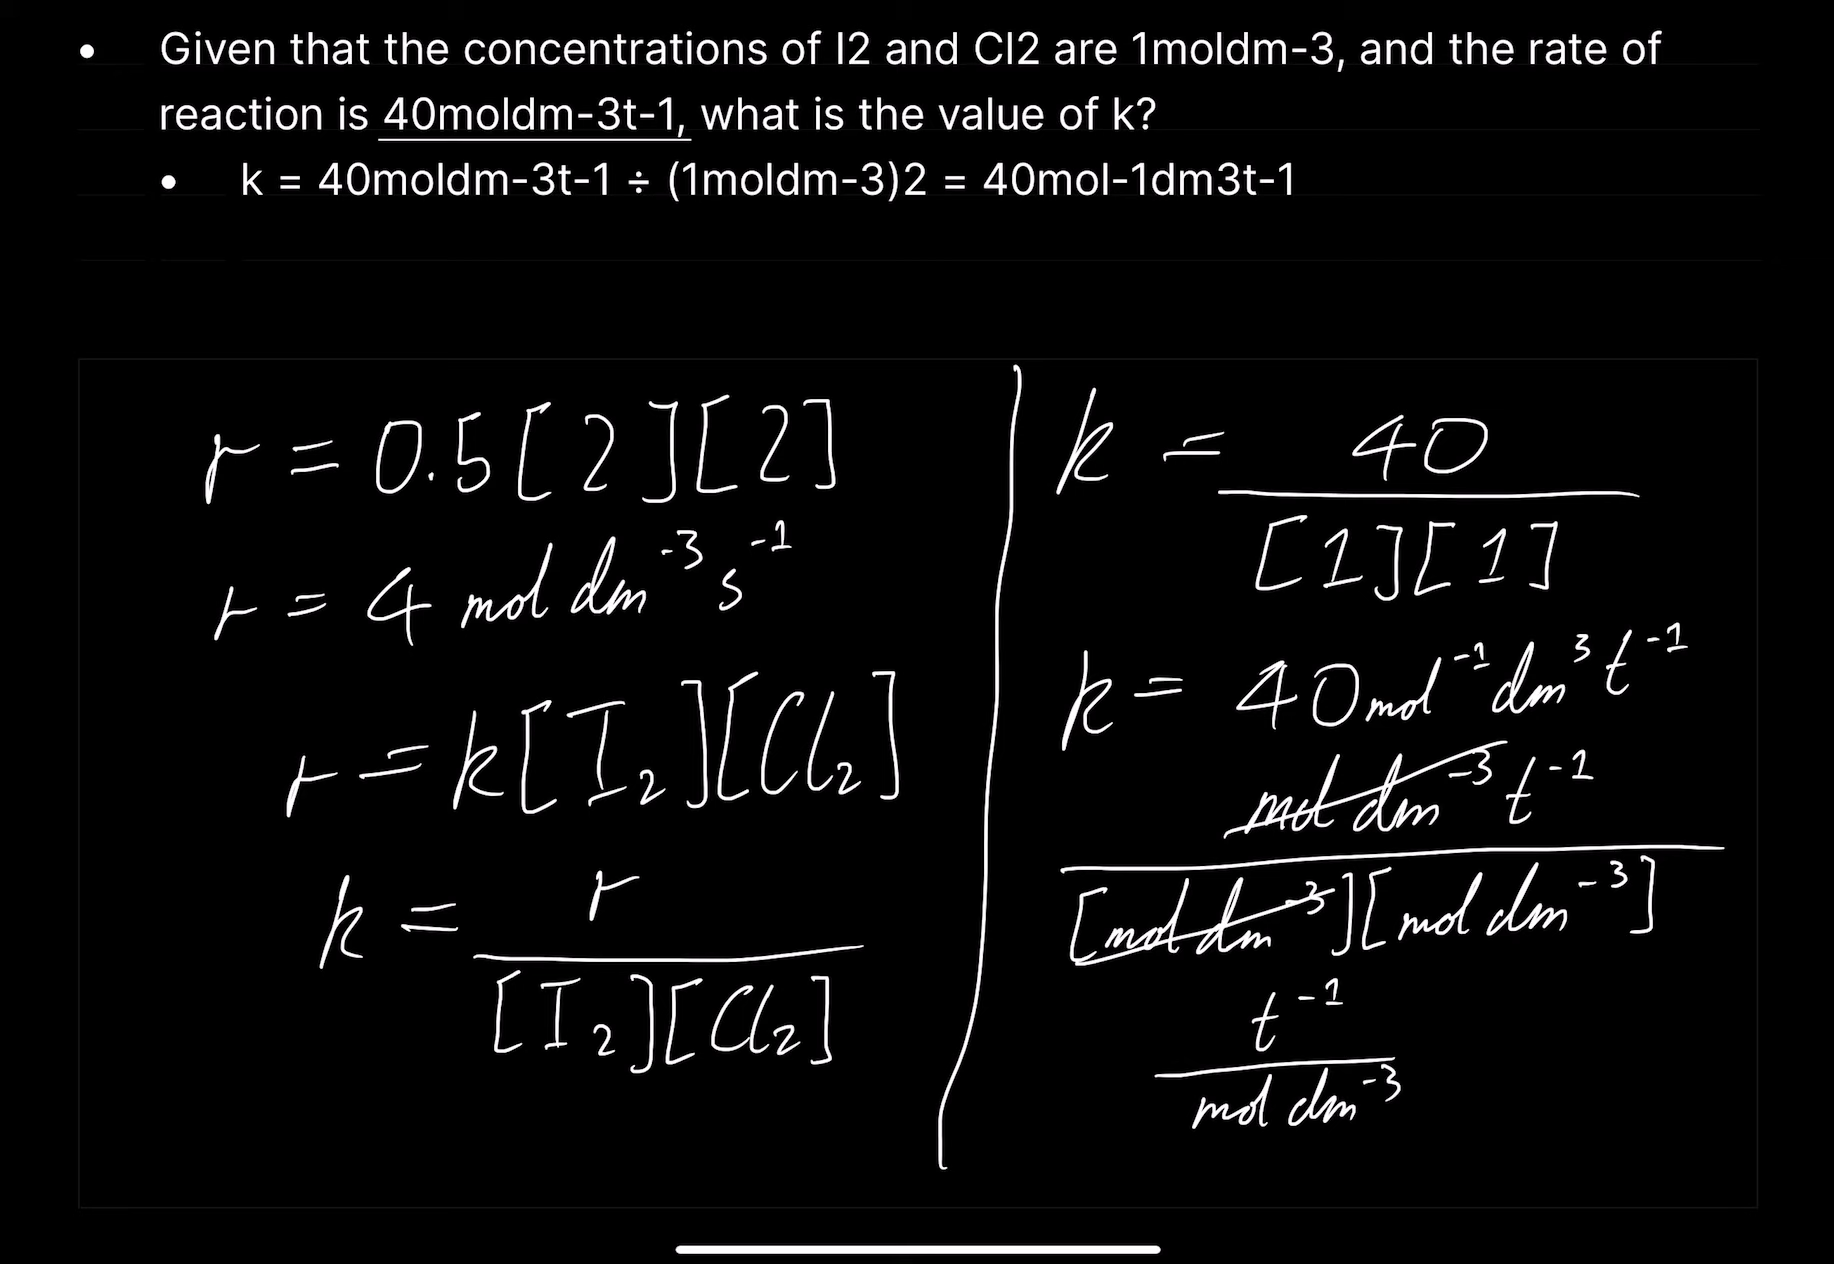 • Given that the concentrations of I2 and Cl2 are 1moldm-3, and the rate of
reaction is 40moldm-3t-1, what is the value of k?
• k = 40moldm-3t-1 ÷ (1moldm-3)2 = 40mol-1dm3t-1
r = 0.5[2][2]
r = 4 mol dm⁻³ s⁻¹
r = k[I₂][Cl₂]
k = r
[I₂][Cl₂]
k = 40
[1][1]
k = 40 mol⁻¹ dm³ t⁻¹
mol dm⁻³ t⁻¹
[mol dm⁻³][mol dm⁻³]
t⁻¹
mol dm⁻³